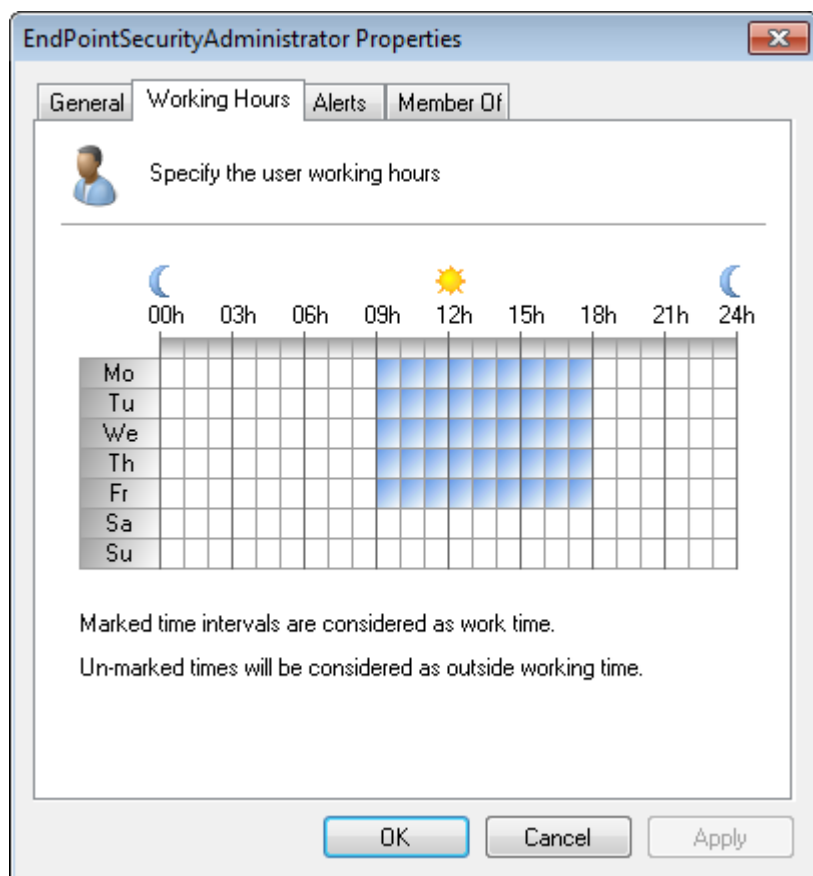 EndPointSecurityAdministrator Properties
General Working Hours Alerts Member Of
Specify the user working hours
00h 03h 06h 09h 12h 15h 18h 21h 24h
Mo
Tu
We
Th
Fr
Sa
Su
Marked time intervals are considered as work time.
Un-marked times will be considered as outside working time.
OK Cancel Apply